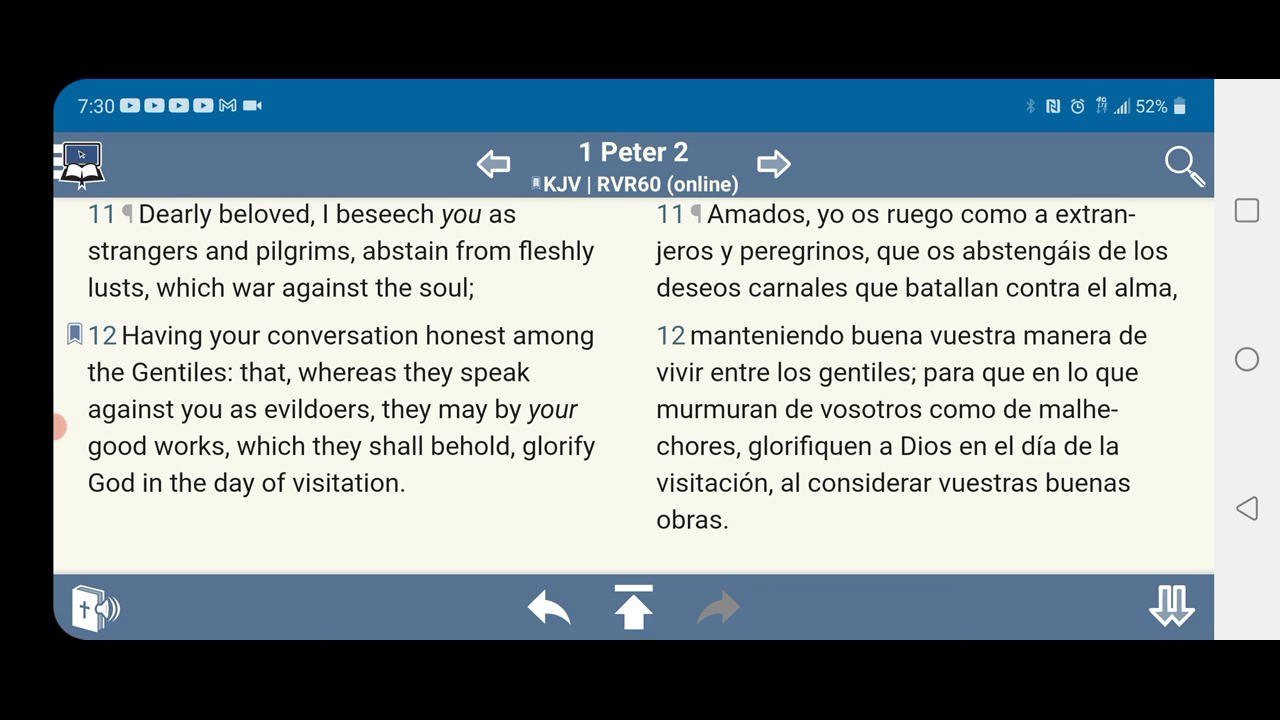 7:30
52%
1 Peter 2
KJV | RVR60 (online)
11 ¶ Dearly beloved, I beseech you as
strangers and pilgrims, abstain from fleshly
lusts, which war against the soul;
12 Having your conversation honest among
the Gentiles: that, whereas they speak
against you as evildoers, they may by your
good works, which they shall behold, glorify
God in the day of visitation.
11 ¶ Amados, yo os ruego como a extran-
jeros y peregrinos, que os abstengáis de los
deseos carnales que batallan contra el alma,
12 manteniendo buena vuestra manera de
vivir entre los gentiles; para que en lo que
murmuran de vosotros como de malhe-
chores, glorifiquen a Dios en el día de la
visitación, al considerar vuestras buenas
obras.